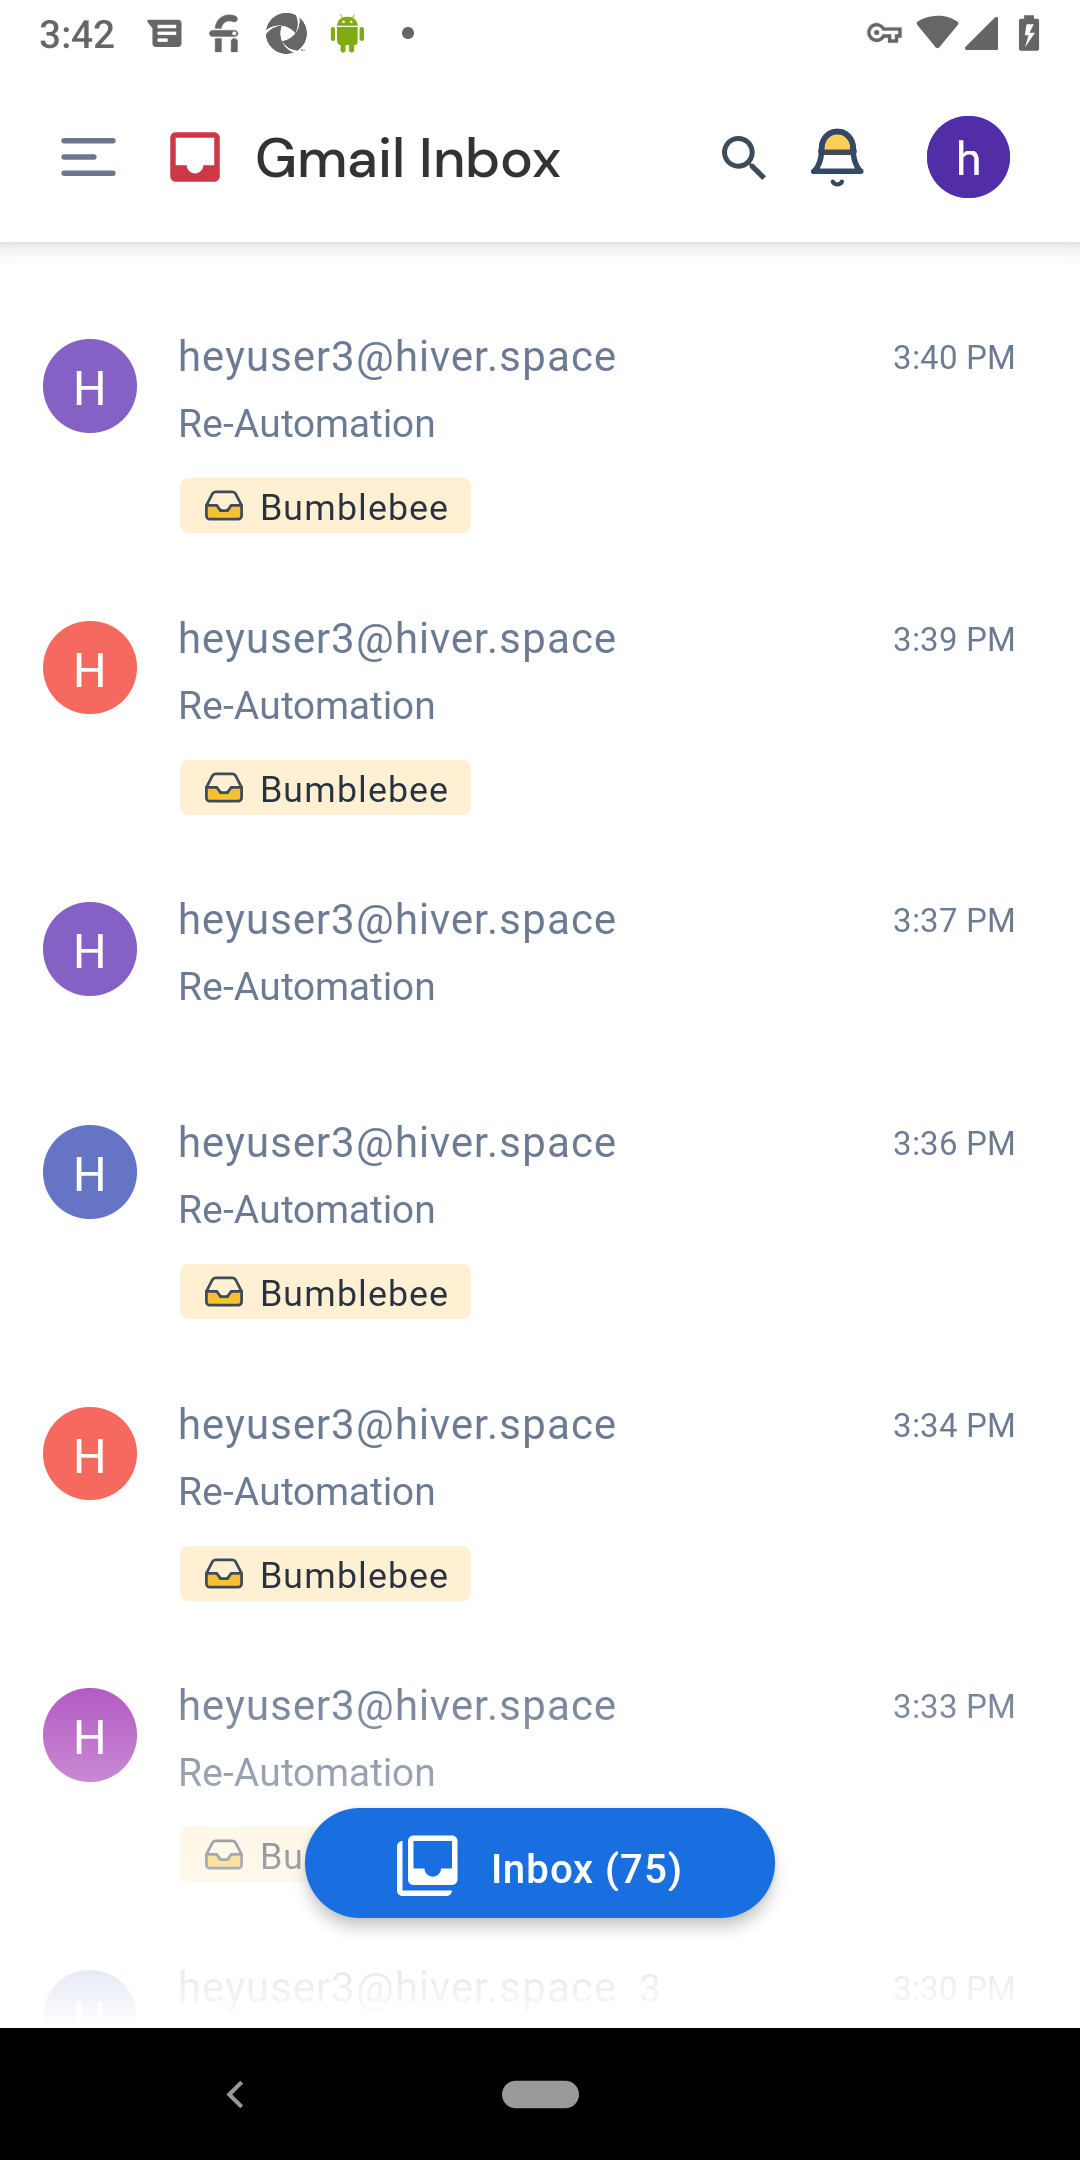 3:42
Gmail Inbox
h
H
heyuser3@hiver.space
3:40 PM
Re-Automation
Bumblebee
H
heyuser3@hiver.space
3:39 PM
Re-Automation
Bumblebee
H
heyuser3@hiver.space
3:37 PM
Re-Automation
H
heyuser3@hiver.space
3:36 PM
Re-Automation
Bumblebee
H
heyuser3@hiver.space
3:34 PM
Re-Automation
Bumblebee
H
heyuser3@hiver.space
3:33 PM
Re-Automation
Bu
Inbox (75)
H
heyuser3@hiver.space 3
3:30 PM